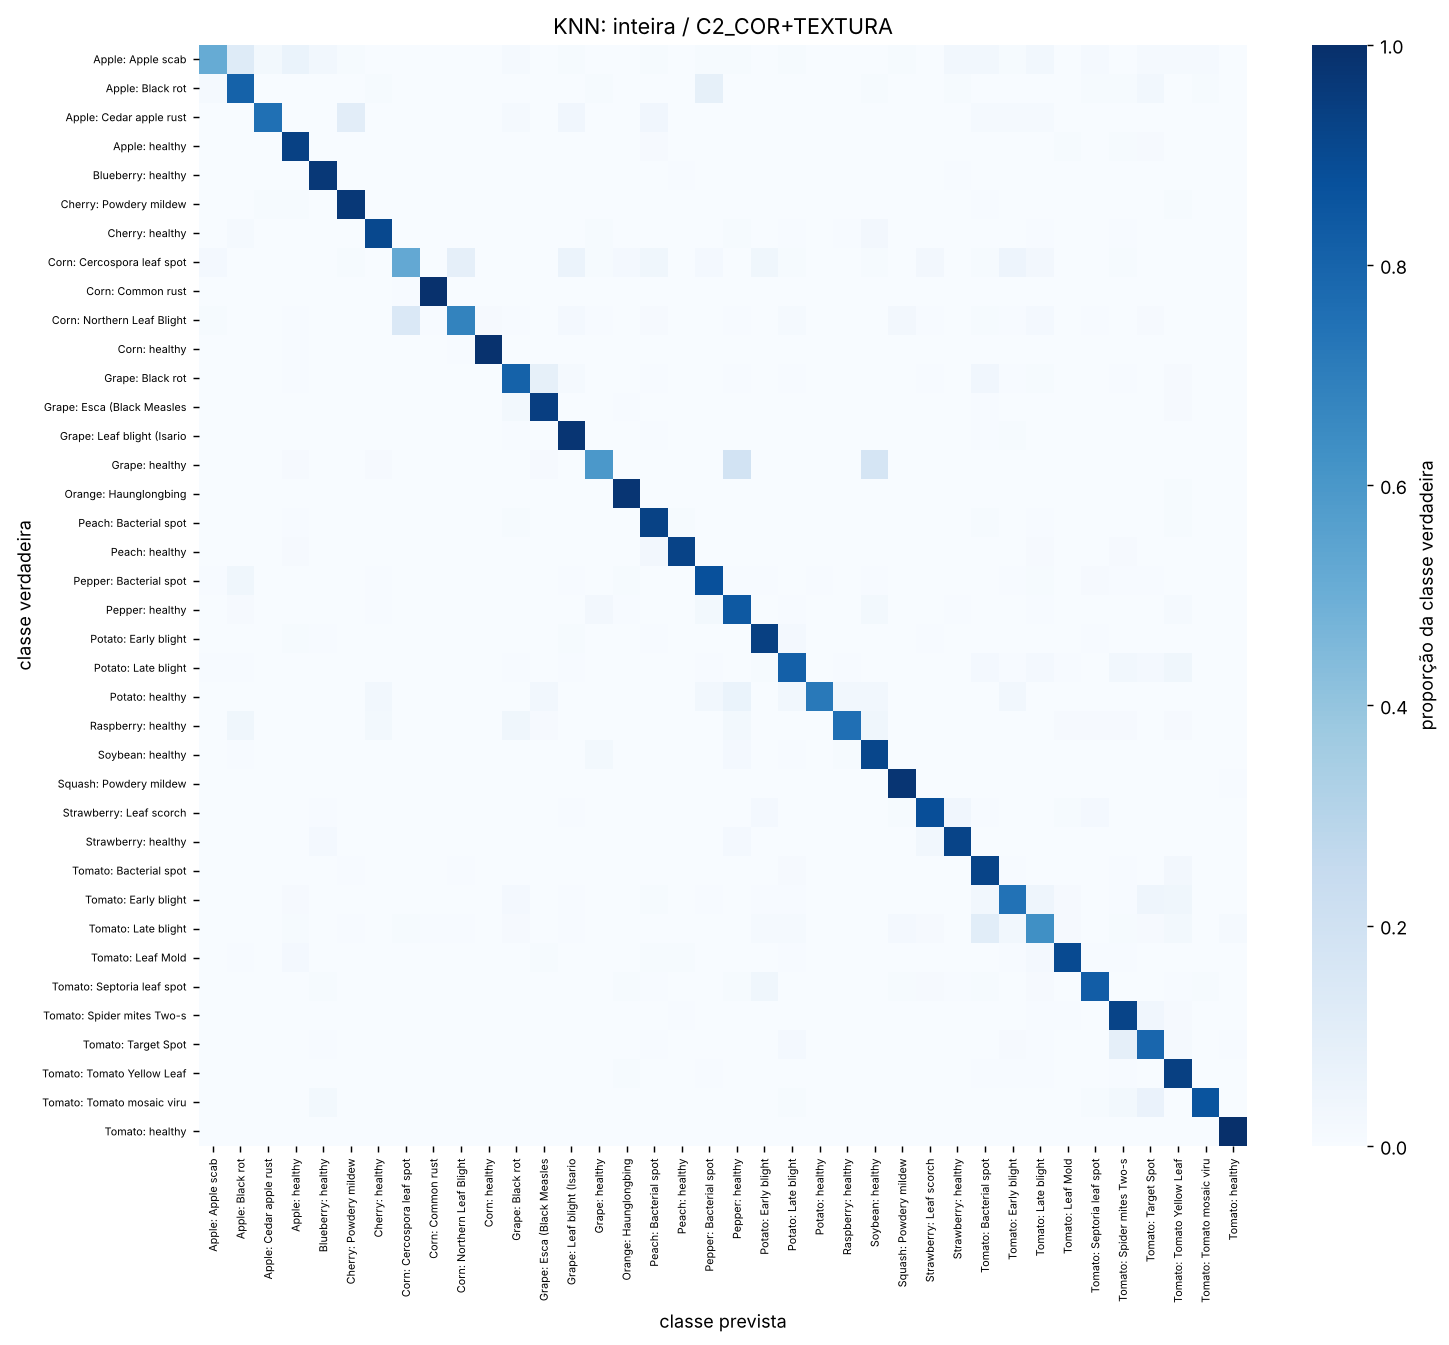 KNN: inteira / C2_COR+TEXTURA
classe verdadeira
Apple: Apple scab
Apple: Black rot
Apple: Cedar apple rust
Apple: healthy
Blueberry: healthy
Cherry: Powdery mildew
Cherry: healthy
Corn: Cercospora leaf spot
Corn: Common rust
Corn: Northern Leaf Blight
Corn: healthy
Grape: Black rot
Grape: Esca (Black Measles
Grape: Leaf blight (Isario
Grape: healthy
Orange: Haunglongbing
Peach: Bacterial spot
Peach: healthy
Pepper: Bacterial spot
Pepper: healthy
Potato: Early blight
Potato: Late blight
Potato: healthy
Raspberry: healthy
Soybean: healthy
Squash: Powdery mildew
Strawberry: Leaf scorch
Strawberry: healthy
Tomato: Bacterial spot
Tomato: Early blight
Tomato: Late blight
Tomato: Leaf Mold
Tomato: Septoria leaf spot
Tomato: Spider mites Two-s
Tomato: Target Spot
Tomato: Tomato Yellow Leaf
Tomato: Tomato mosaic viru
Tomato: healthy
Apple: Apple scab
Apple: Black rot
Apple: Cedar apple rust
Apple: healthy
Blueberry: healthy
Cherry: Powdery mildew
Cherry: healthy
Corn: Cercospora leaf spot
Corn: Common rust
Corn: Northern Leaf Blight
Corn: healthy
Grape: Black rot
Grape: Esca (Black Measles
Grape: Leaf blight (Isario
Grape: healthy
Orange: Haunglongbing
Peach: Bacterial spot
Peach: healthy
Pepper: Bacterial spot
Pepper: healthy
Potato: Early blight
Potato: Late blight
Potato: healthy
Raspberry: healthy
Soybean: healthy
Squash: Powdery mildew
Strawberry: Leaf scorch
Strawberry: healthy
Tomato: Bacterial spot
Tomato: Early blight
Tomato: Late blight
Tomato: Leaf Mold
Tomato: Septoria leaf spot
Tomato: Spider mites Two-s
Tomato: Target Spot
Tomato: Tomato Yellow Leaf
Tomato: Tomato mosaic viru
Tomato: healthy
classe prevista
1.0
0.8
0.6
0.4
0.2
0.0
proporção da classe verdadeira